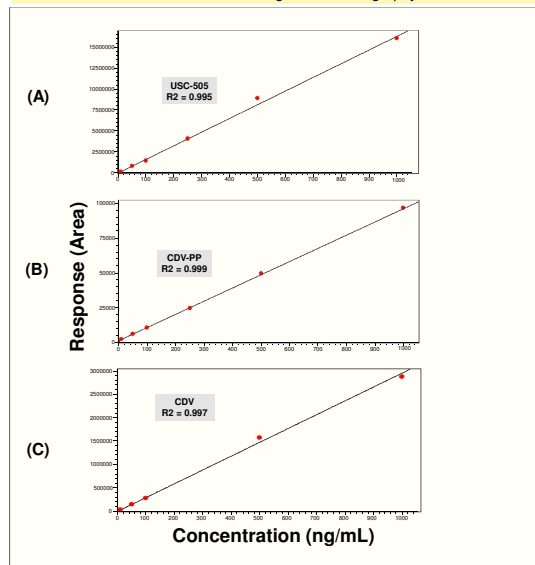 (A)
USC-505
R2 = 0.995
15000000
12500000
10000000
7500000
5000000
2500000
0
0 100 200 300 400 500 600 700 800 900 1000
(B)
CDV-PP
R2 = 0.999
100000
75000
50000
25000
0
0 100 200 300 400 500 600 700 800 900 1000
(C)
CDV
R2 = 0.997
3000000
2500000
2000000
1500000
1000000
500000
0
0 100 200 300 400 500 600 700 800 900 1000
Response (Area)
Concentration (ng/mL)